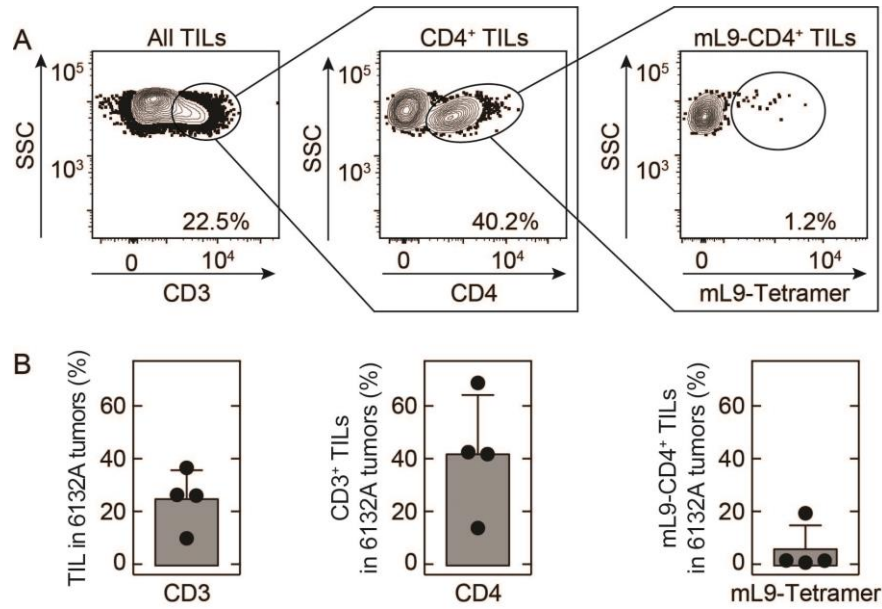 A
All TILs
CD4⁺ TILs
mL9-CD4⁺ TILs
SSC
10⁵
10³
22.5%
0
10⁴
CD3
SSC
10⁵
10³
40.2%
0
10⁴
CD4
SSC
10⁵
10³
1.2%
0
10⁴
mL9-Tetramer
B
TIL in 6132A tumors (%)
60
40
20
0
CD3
CD3⁺ TILs
in 6132A tumors (%)
60
40
20
0
CD4
mL9-CD4⁺ TILs
in 6132A tumors (%)
60
40
20
0
mL9-Tetramer